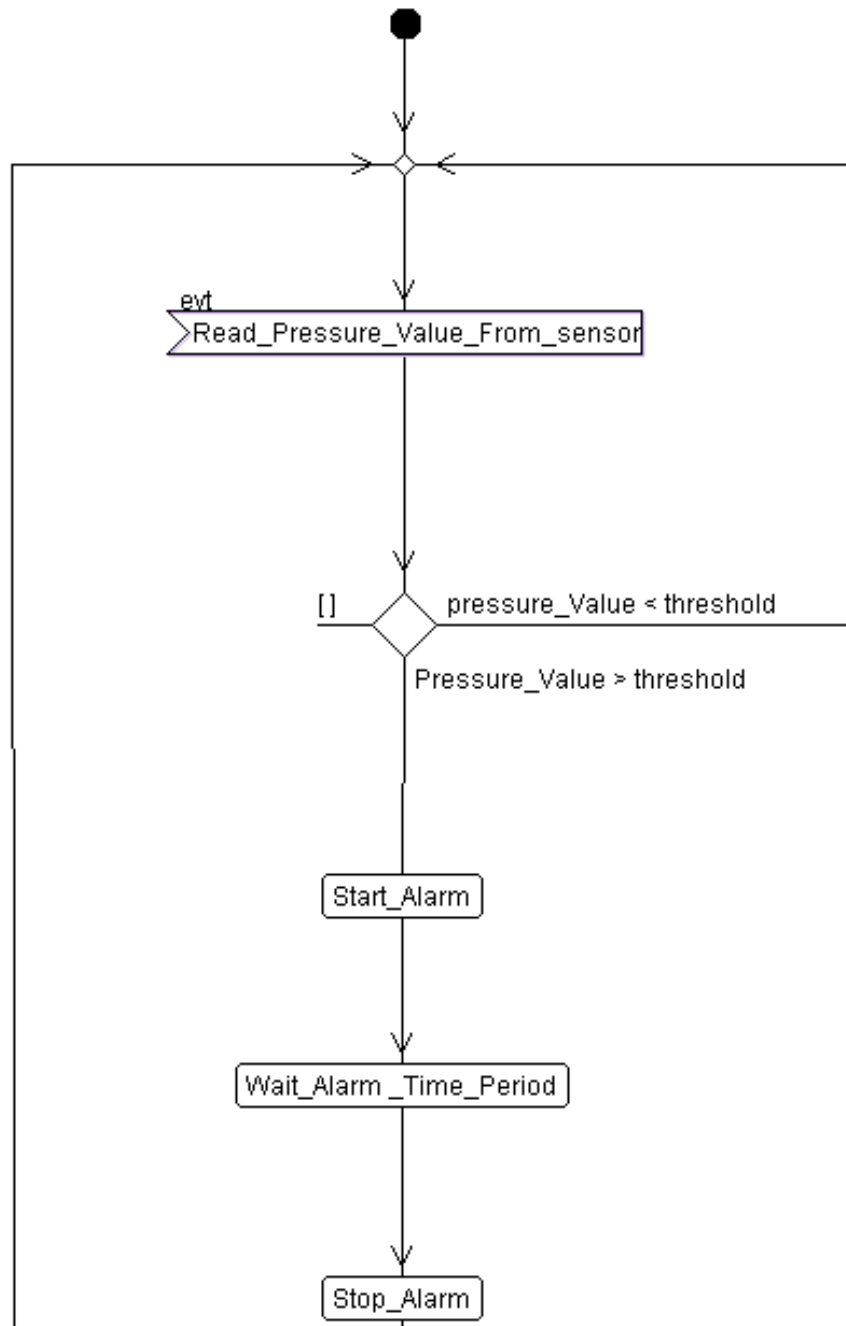 evt
Read_Pressure_Value_From_sensor
[] pressure_Value < threshold
Pressure_Value > threshold
Start_Alarm
Wait_Alarm _Time_Period
Stop_Alarm